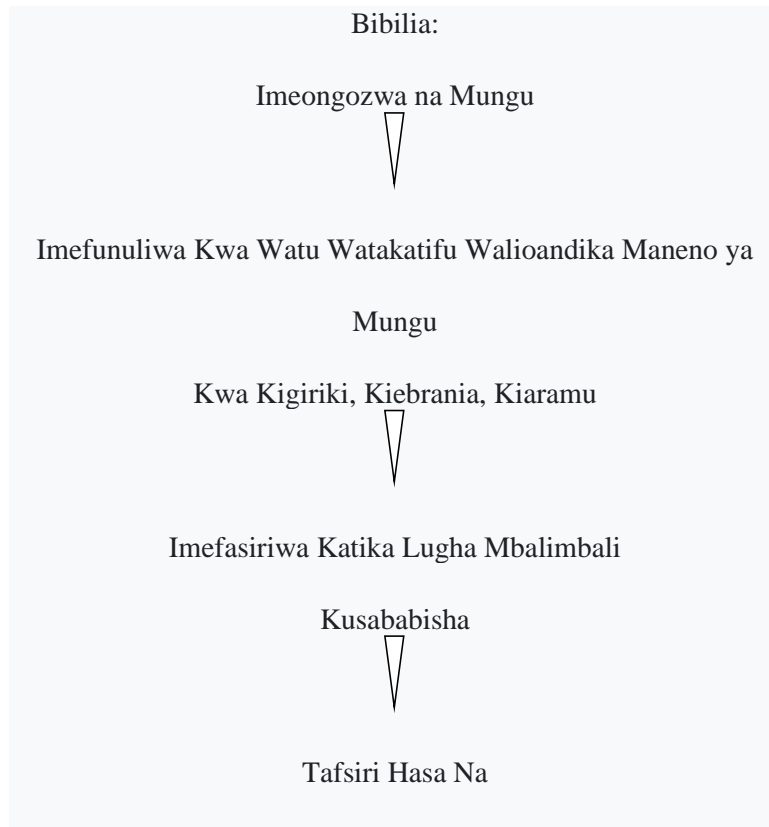 Bibilia:
Imeongozwa na Mungu
Imefunuliwa Kwa Watu Watakatifu Walioandika Maneno ya
Mungu
Kwa Kigiriki, Kiebrania, Kiaramu
Imefasiriwa Katika Lugha Mbalimbali
Kusababisha
Tafsiri Hasa Na